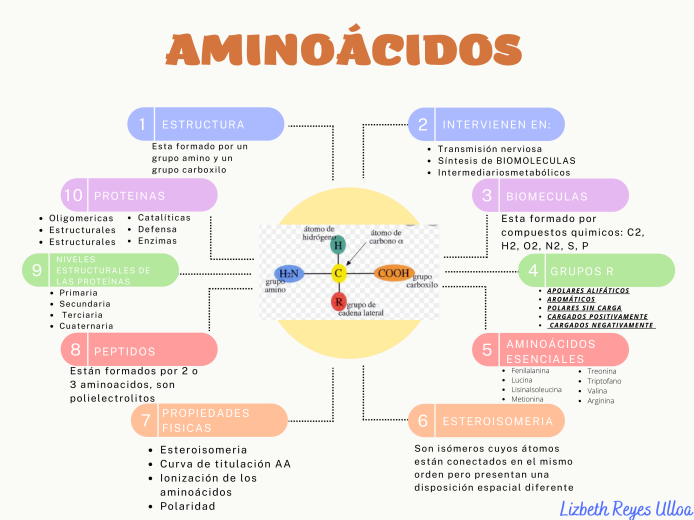 AMINOÁCIDOS
1 ESTRUCTURA
Esta formado por un
grupo amino y un
grupo carboxilo
2 INTERVIENEN EN:
Transmisión nerviosa
Síntesis de BIOMOLECULAS
Intermediariosmetabólicos
10 PROTEINAS
Oligomericas
Estructurales
Estructurales
Catalíticas
Defensa
Enzimas
3 BIOMECULAS
Esta formado por
compuestos quimicos: C2,
H2, O2, N2, S, P
átomo de
hidrógeno
átomo de
carbono α
H
H₂N
C
COOH
R
grupo
amino
grupo
carboxilo
grupo de
cadena lateral
9 NIVELES
ESTRUCTURALES DE
LAS PROTEÍNAS
Primaria
Secundaria
Terciaria
Cuaternaria
4 GRUPOS R
APOLARES ALIFÁTICOS
AROMÁTICOS
POLARES SIN CARGA
CARGADOS POSITIVAMENTE
CARGADOS NEGATIVAMENTE
8 PEPTIDOS
Están formados por 2 o
3 aminoacidos, son
polielectrolitos
5 AMINOÁCIDOS
ESENCIALES
Fenilalanina
Lucina
LisinaIsoleucina
Metionina
Treonina
Triptofano
Valina
Arginina
7 PROPIEDADES
FISICAS
Esteroisomeria
Curva de titulación AA
Ionización de los
aminoácidos
Polaridad
6 ESTEROISOMERIA
Son isómeros cuyos átomos
están conectados en el mismo
orden pero presentan una
disposición espacial diferente
Lizbeth Reyes Ulloa